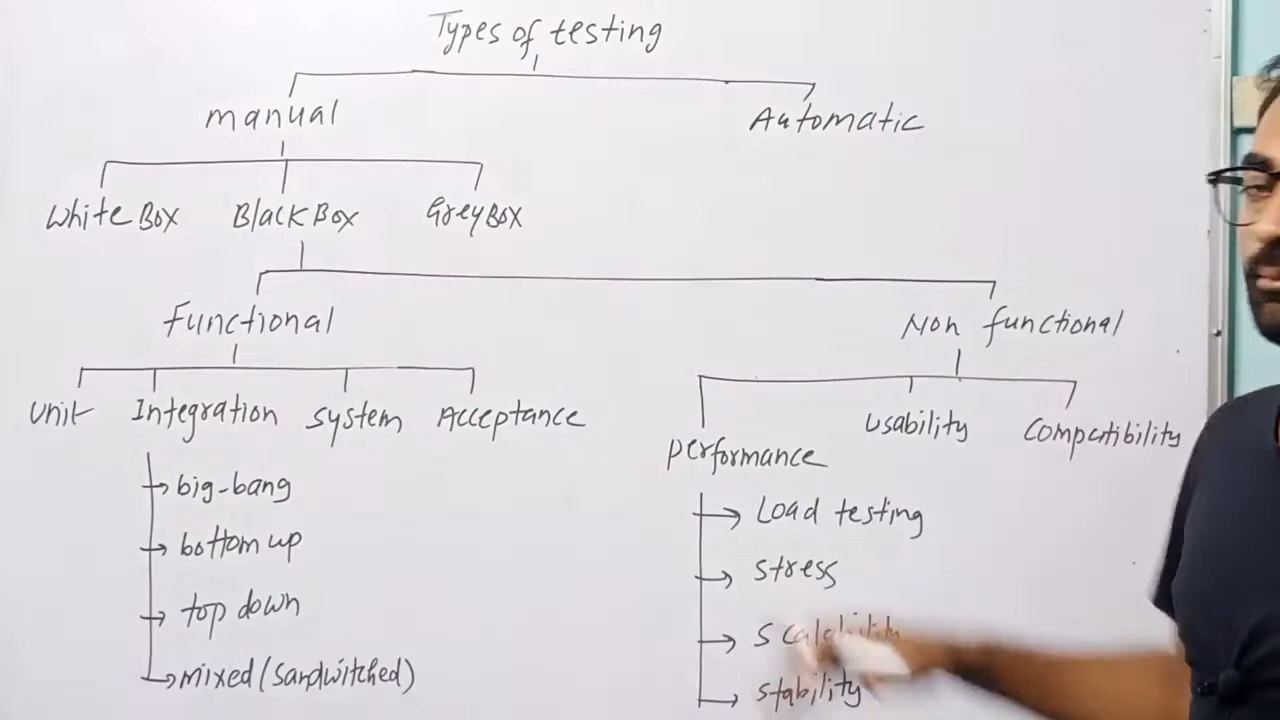 Types of testing
manual Automatic
White Box Black Box Grey Box
Functional Non functional
Unit Integration System Acceptance
performance Usability Compatibility
big-bang
bottom up
top down
mixed (Sandwitched)
Load testing
stress
stability